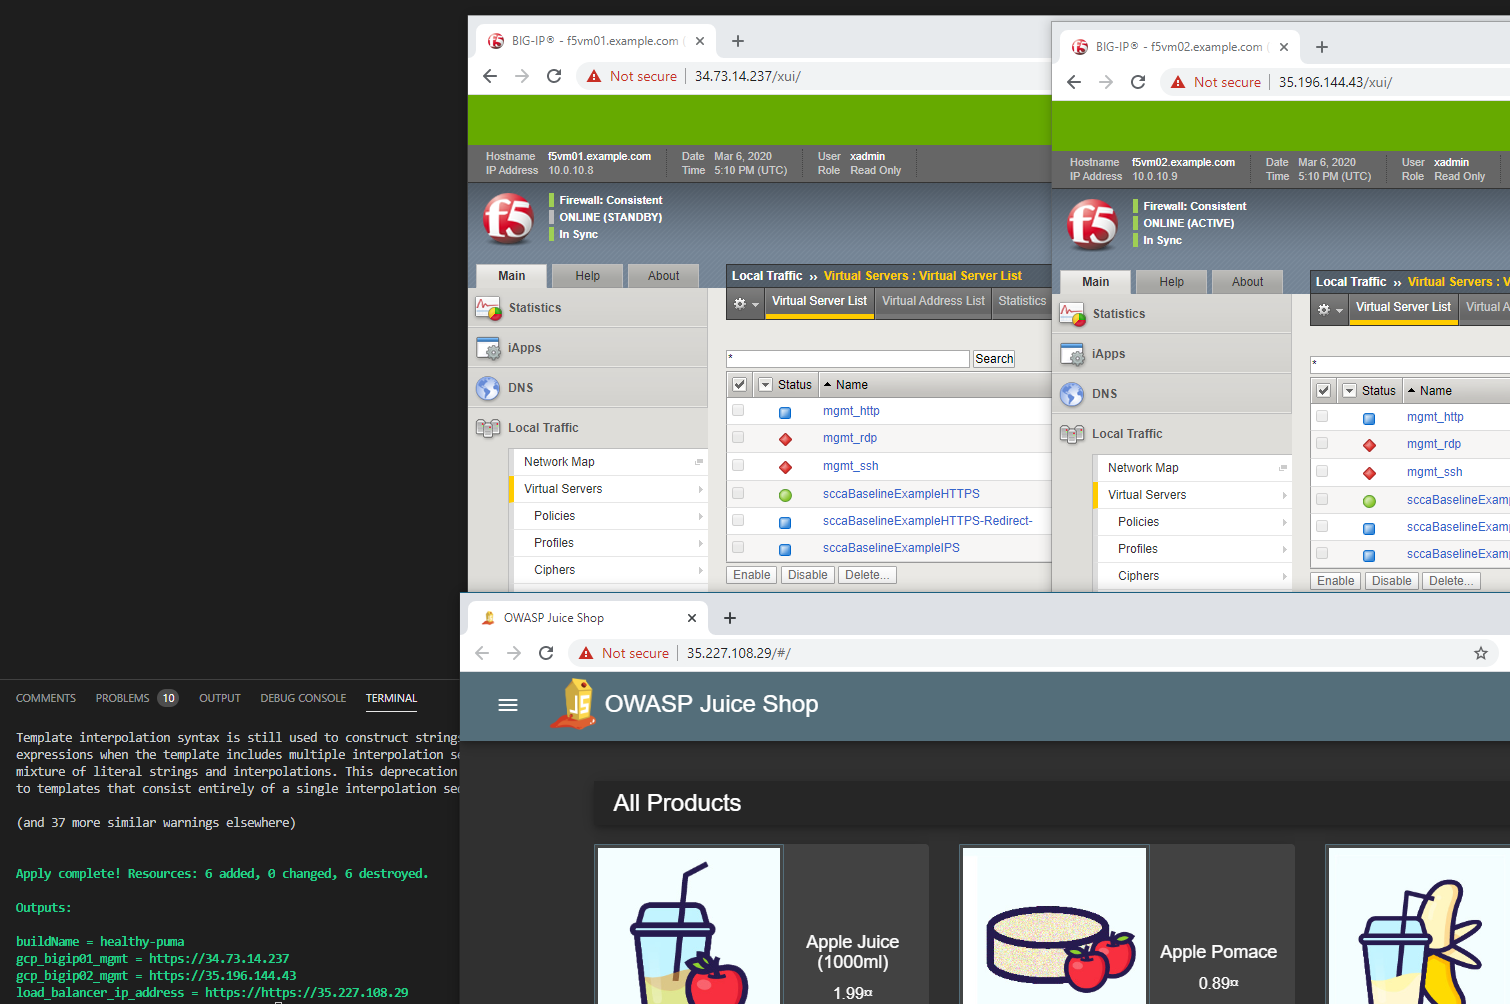 BIG-IP® - f5vm01.example.com (
Not secure
34.73.14.237/xui/
Hostname f5vm01.example.com
IP Address 10.0.10.8
Date Mar 6, 2020
Time 5:10 PM (UTC)
User xadmin
Role Read Only
f5
Firewall: Consistent
ONLINE (STANDBY)
In Sync
Main
Help
About
Statistics
iApps
DNS
Local Traffic
Network Map
Virtual Servers
Policies
Profiles
Ciphers
Local Traffic ›› Virtual Servers : Virtual Server List
Virtual Server List
Virtual Address List
Statistics
*
Search
Status
Name
mgmt_http
mgmt_rdp
mgmt_ssh
sccaBaselineExampleHTTPS
sccaBaselineExampleHTTPS-Redirect-
sccaBaselineExampleIPS
Enable
Disable
Delete...
BIG-IP® - f5vm02.example.com (
Not secure
35.196.144.43/xui/
Hostname f5vm02.example.com
IP Address 10.0.10.9
Date Mar 6, 2020
Time 5:10 PM (UTC)
User xadmin
Role Read Only
f5
Firewall: Consistent
ONLINE (ACTIVE)
In Sync
Main
Help
About
Statistics
iApps
DNS
Local Traffic
Network Map
Virtual Servers
Policies
Profiles
Ciphers
Local Traffic ›› Virtual Servers : V
Virtual Server List
Virtual A
*
Status
Name
mgmt_http
mgmt_rdp
mgmt_ssh
sccaBaselineExamp
sccaBaselineExamp
sccaBaselineExamp
Enable
Disable
Delete...
OWASP Juice Shop
Not secure
35.227.108.29/#/
JS
OWASP Juice Shop
All Products
Apple Juice
(1000ml)
1.99¤
Apple Pomace
0.89¤
COMMENTS
PROBLEMS 10
OUTPUT
DEBUG CONSOLE
TERMINAL
Template interpolation syntax is still used to construct strings
expressions when the template includes multiple interpolation se
mixture of literal strings and interpolations. This deprecation
to templates that consist entirely of a single interpolation sec
(and 37 more similar warnings elsewhere)
Apply complete! Resources: 6 added, 0 changed, 6 destroyed.
Outputs:
buildName = healthy-puma
gcp_bigip01_mgmt = https://34.73.14.237
gcp_bigip02_mgmt = https://35.196.144.43
load_balancer_ip_address = https://https://35.227.108.29